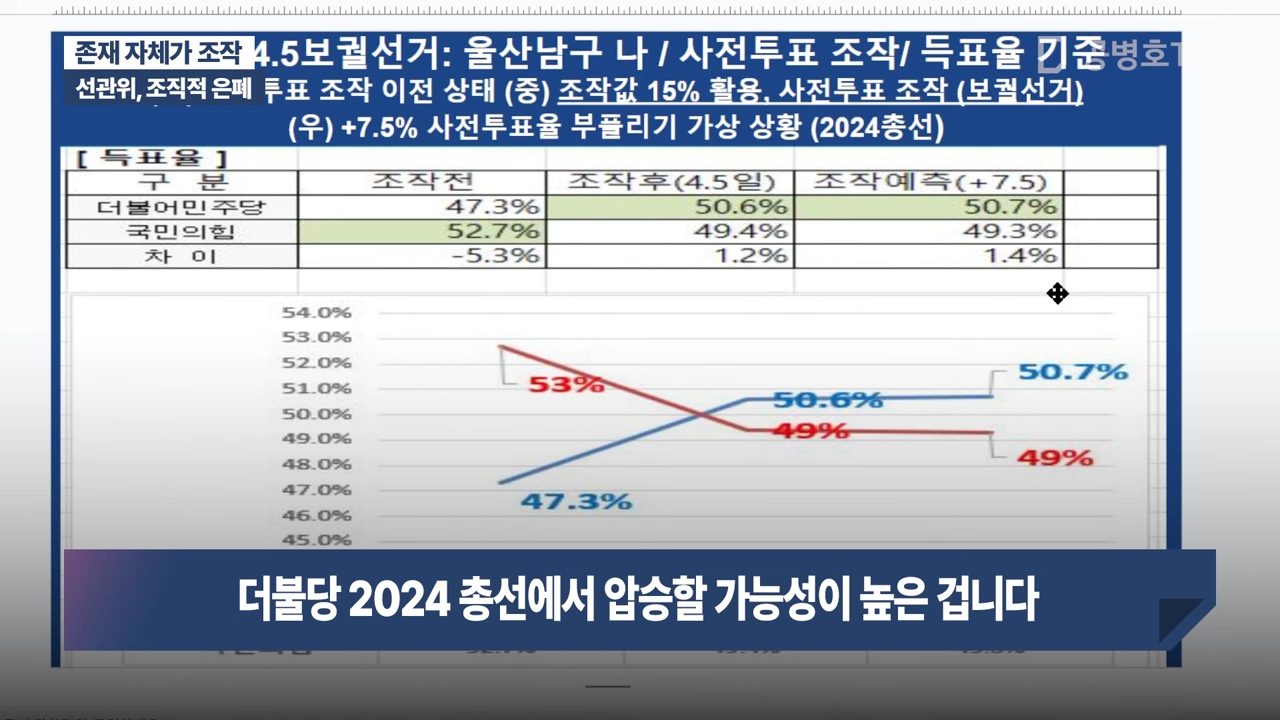 존재 자체가 조작
선관위, 조직적 은폐
4.5보궐선거: 울산남구 나 / 사전투표 조작/ 득표율 기준
공병호TV
투표 조작 이전 상태 (중) 조작값 15% 활용, 사전투표 조작 (보궐선거)
(우) +7.5% 사전투표율 부플리기 가상 상황 (2024총선)
[ 득표율 ]
구 분 조작전 조작후(4.5일) 조작예측(+7.5)
더불어민주당 47.3% 50.6% 50.7%
국민의힘 52.7% 49.4% 49.3%
차 이 -5.3% 1.2% 1.4%
54.0%
53.0%
52.0%
51.0%
50.0%
49.0%
48.0%
47.0%
46.0%
45.0%
53%
47.3%
50.6%
49%
50.7%
49%
더불당 2024 총선에서 압승할 가능성이 높은 겁니다